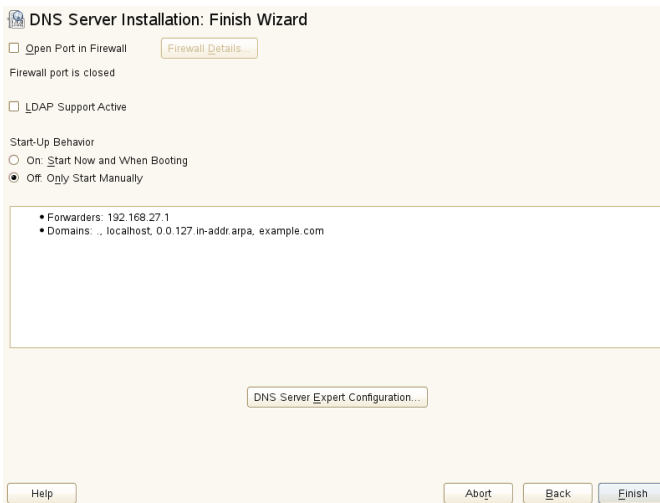 DNS Server Installation: Finish Wizard
Open Port in Firewall
Firewall Details...
Firewall port is closed
LDAP Support Active
Start-Up Behavior
On: Start Now and When Booting
Off: Only Start Manually
• Forwarders: 192.168.27.1
• Domains: ., localhost, 0.0.127.in-addr.arpa, example.com
DNS Server Expert Configuration...
Help
Abort
Back
Finish